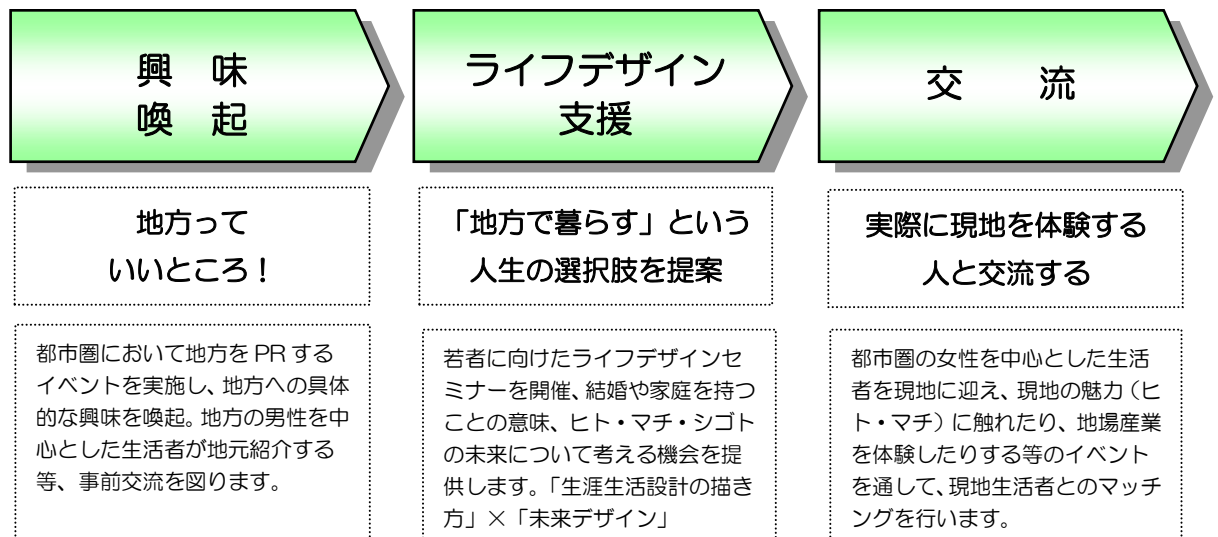 興　味
喚　起
地方って
いいところ！
都市圏において地方を PR する
イベントを実施し、地方への具体
的な興味を喚起。地方の男性を中
心とした生活者が地元紹介する
等、事前交流を図ります。
ライフデザイン
支援
「地方で暮らす」という
人生の選択肢を提案
若者に向けたライフデザインセ
ミナーを開催、結婚や家庭を持つ
ことの意味、ヒト・マチ・シゴト
の未来について考える機会を提
供します。「生涯生活設計の描き
方」×「未来デザイン」
交　　流
実際に現地を体験する
人と交流する
都市圏の女性を中心とした生活
者を現地に迎え、現地の魅力（ヒ
ト・マチ）に触れたり、地場産業
を体験したりする等のイベント
を通して、現地生活者とのマッチ
ングを行います。